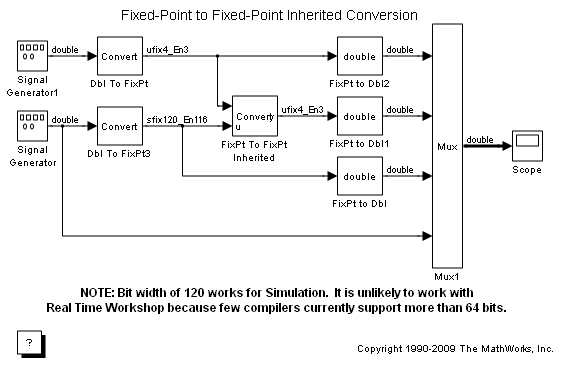 Fixed-Point to Fixed-Point Inherited Conversion
double
Convert
ufix4_En3
double
double
Signal Generator1
Dbl To FixPt
FixPt to Dbl2
double
Convert
sfix120_En116
Convert
y
u
ufix4_En3
double
double
Signal Generator
Dbl To FixPt3
FixPt To FixPt Inherited
FixPt to Dbl1
double
double
FixPt to Dbl
Mux
double
Scope
Mux1
NOTE: Bit width of 120 works for Simulation. It is unlikely to work with
Real Time Workshop because few compilers currently support more than 64 bits.
?
Copyright 1990-2009 The MathWorks, Inc.